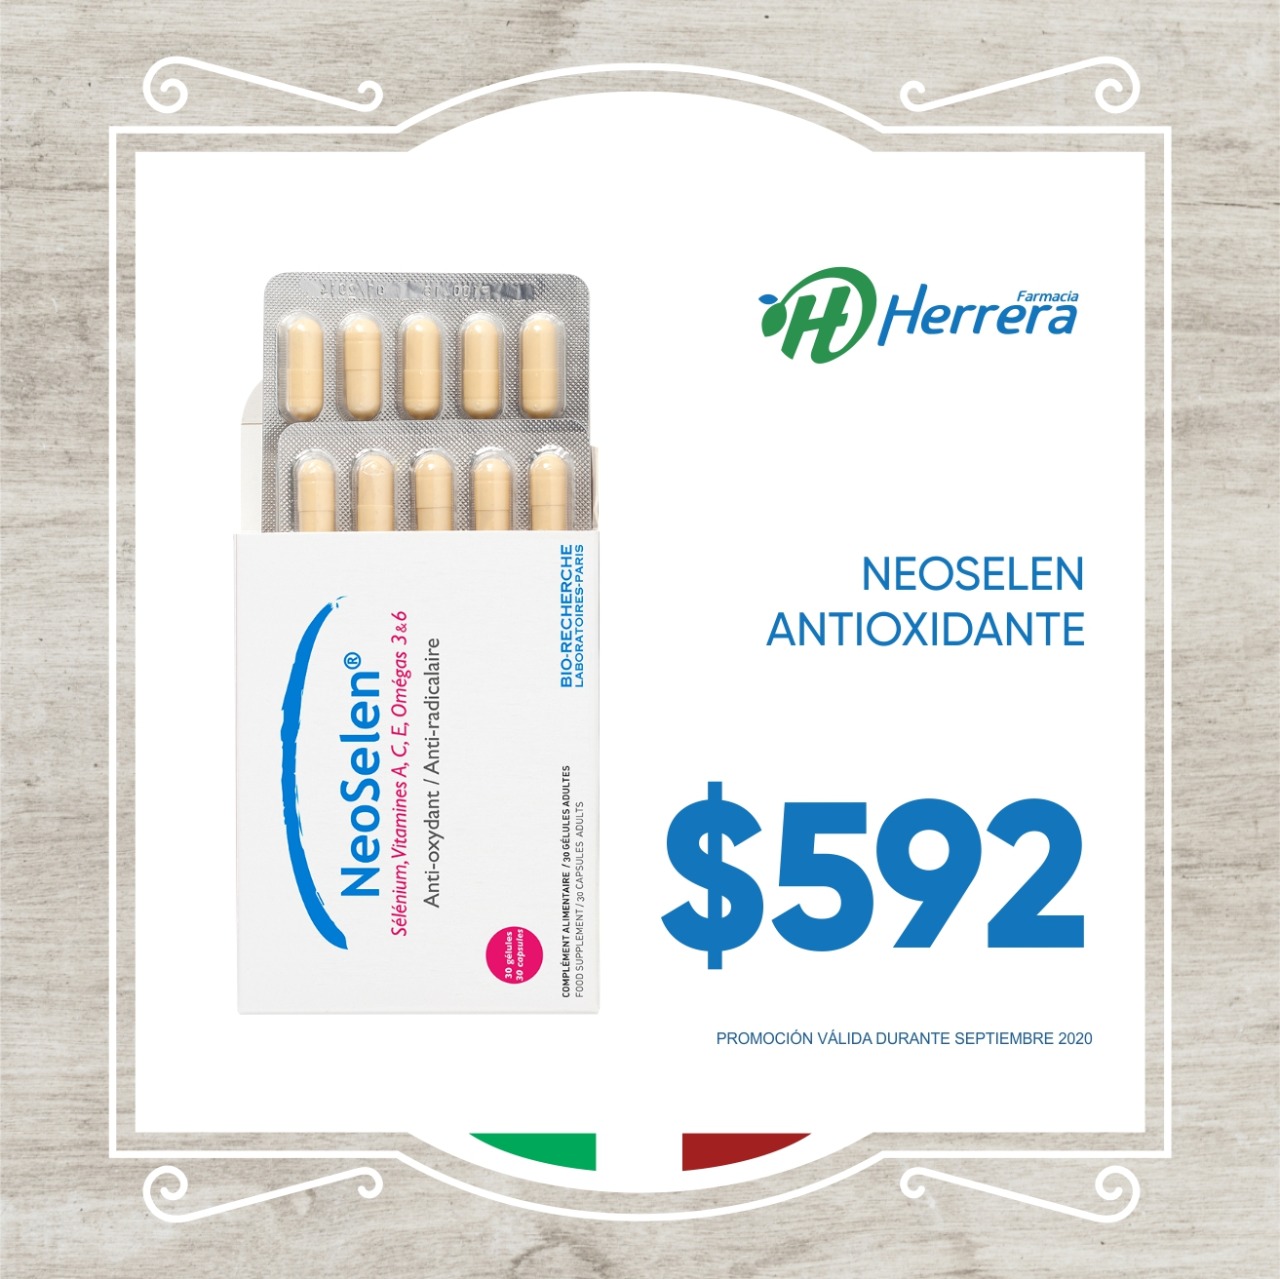 Farmacia
Herrera
NEOSELEN
ANTIOXIDANTE
$592
PROMOCIÓN VÁLIDA DURANTE SEPTIEMBRE 2020
NeoSelen®
Sélénium, Vitamines A, C, E, Omégas 3 & 6
Anti-oxydant / Anti-radicalaire
BIO-RECHERCHE
LABORATOIRES-PARIS
30 gélules
30 capsules
COMPLÉMENT ALIMENTAIRE / 30 GÉLULES ADULTES
FOOD SUPPLEMENT / 30 CAPSULES ADULTS